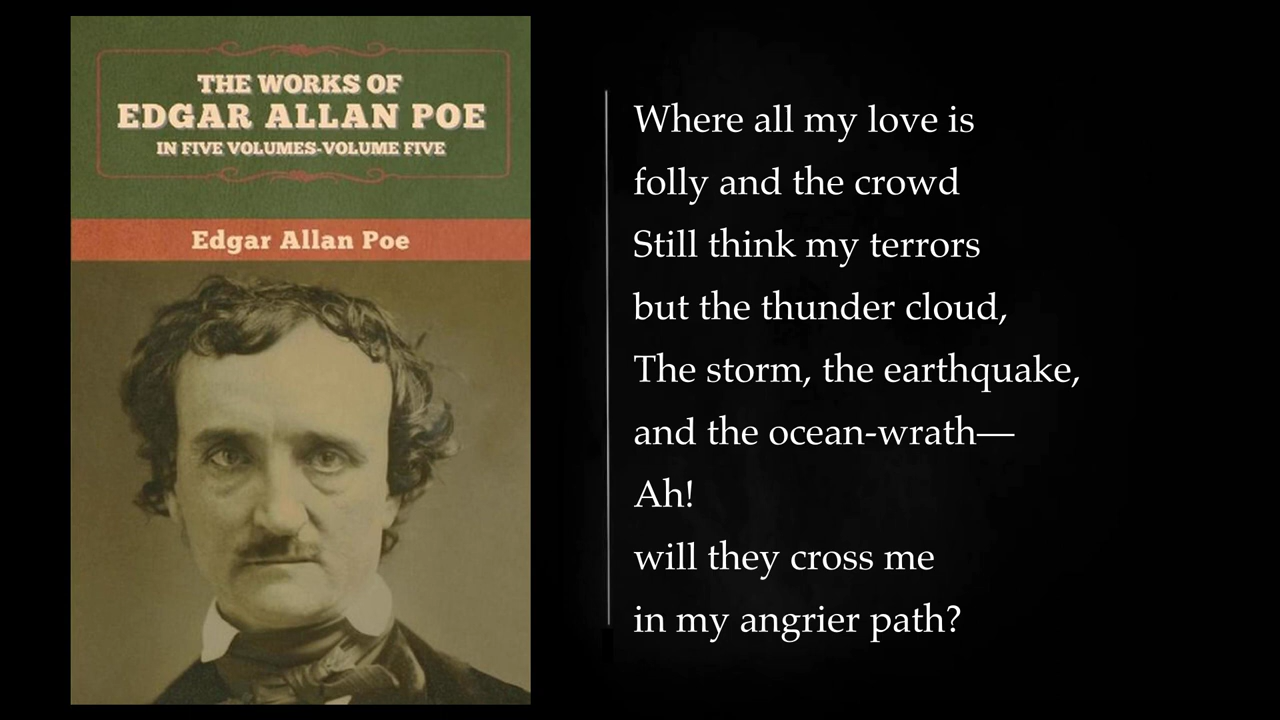 THE WORKS OF
EDGAR ALLAN POE
IN FIVE VOLUMES-VOLUME FIVE
Edgar Allan Poe
Where all my love is
folly and the crowd
Still think my terrors
but the thunder cloud,
The storm, the earthquake,
and the ocean-wrath—
Ah!
will they cross me
in my angrier path?